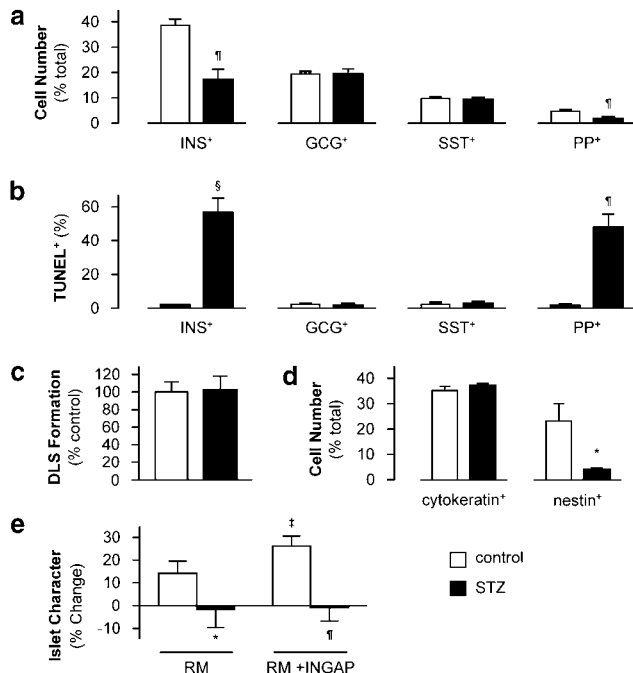 a
Cell Number
(% total)
40
30
20
10
0
¶
¶
INS⁺
GCG⁺
SST⁺
PP⁺
b
TUNEL⁺ (%)
60
40
20
0
§
¶
INS⁺
GCG⁺
SST⁺
PP⁺
c
DLS Formation
(% control)
120
100
80
60
40
20
0
d
Cell Number
(% total)
40
30
20
10
0
*
cytokeratin⁺
nestin⁺
e
Islet Character
(% Change)
30
20
10
0
-10
*
‡
¶
RM
RM +INGAP
control
STZ